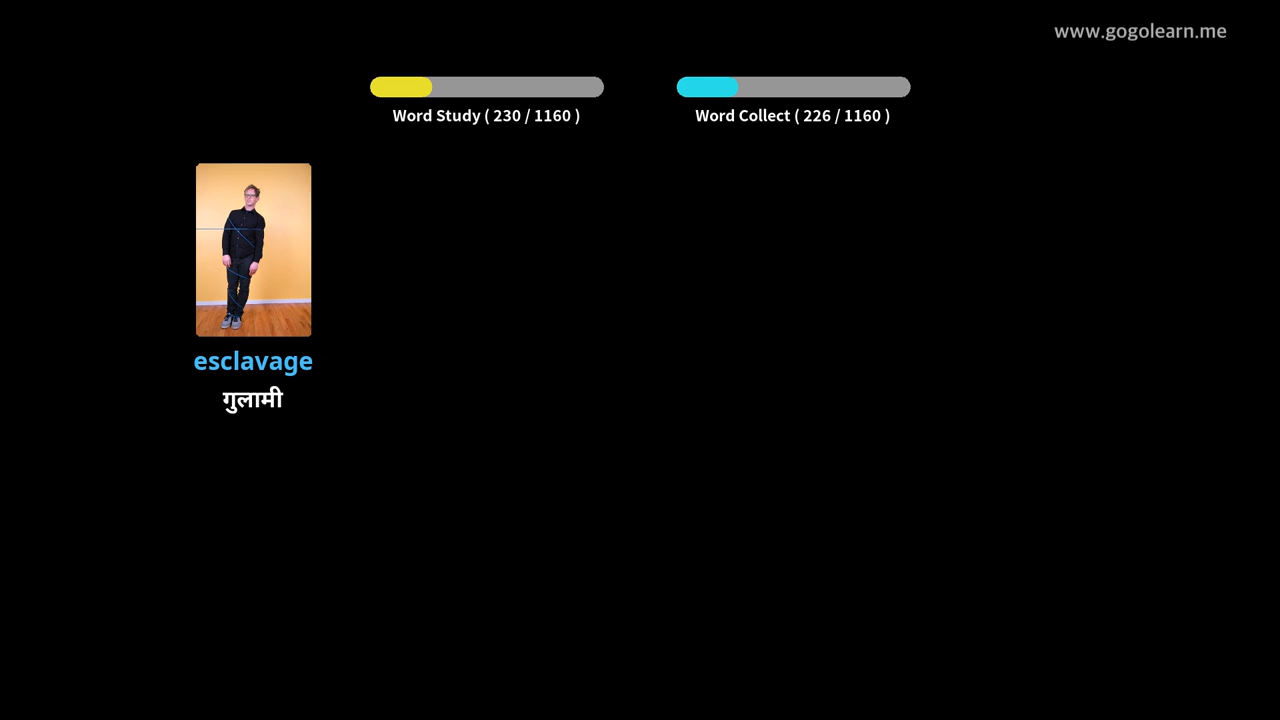 www.gogolearn.me
Word Study ( 230 / 1160 )
Word Collect ( 226 / 1160 )
esclavage
गुलामी